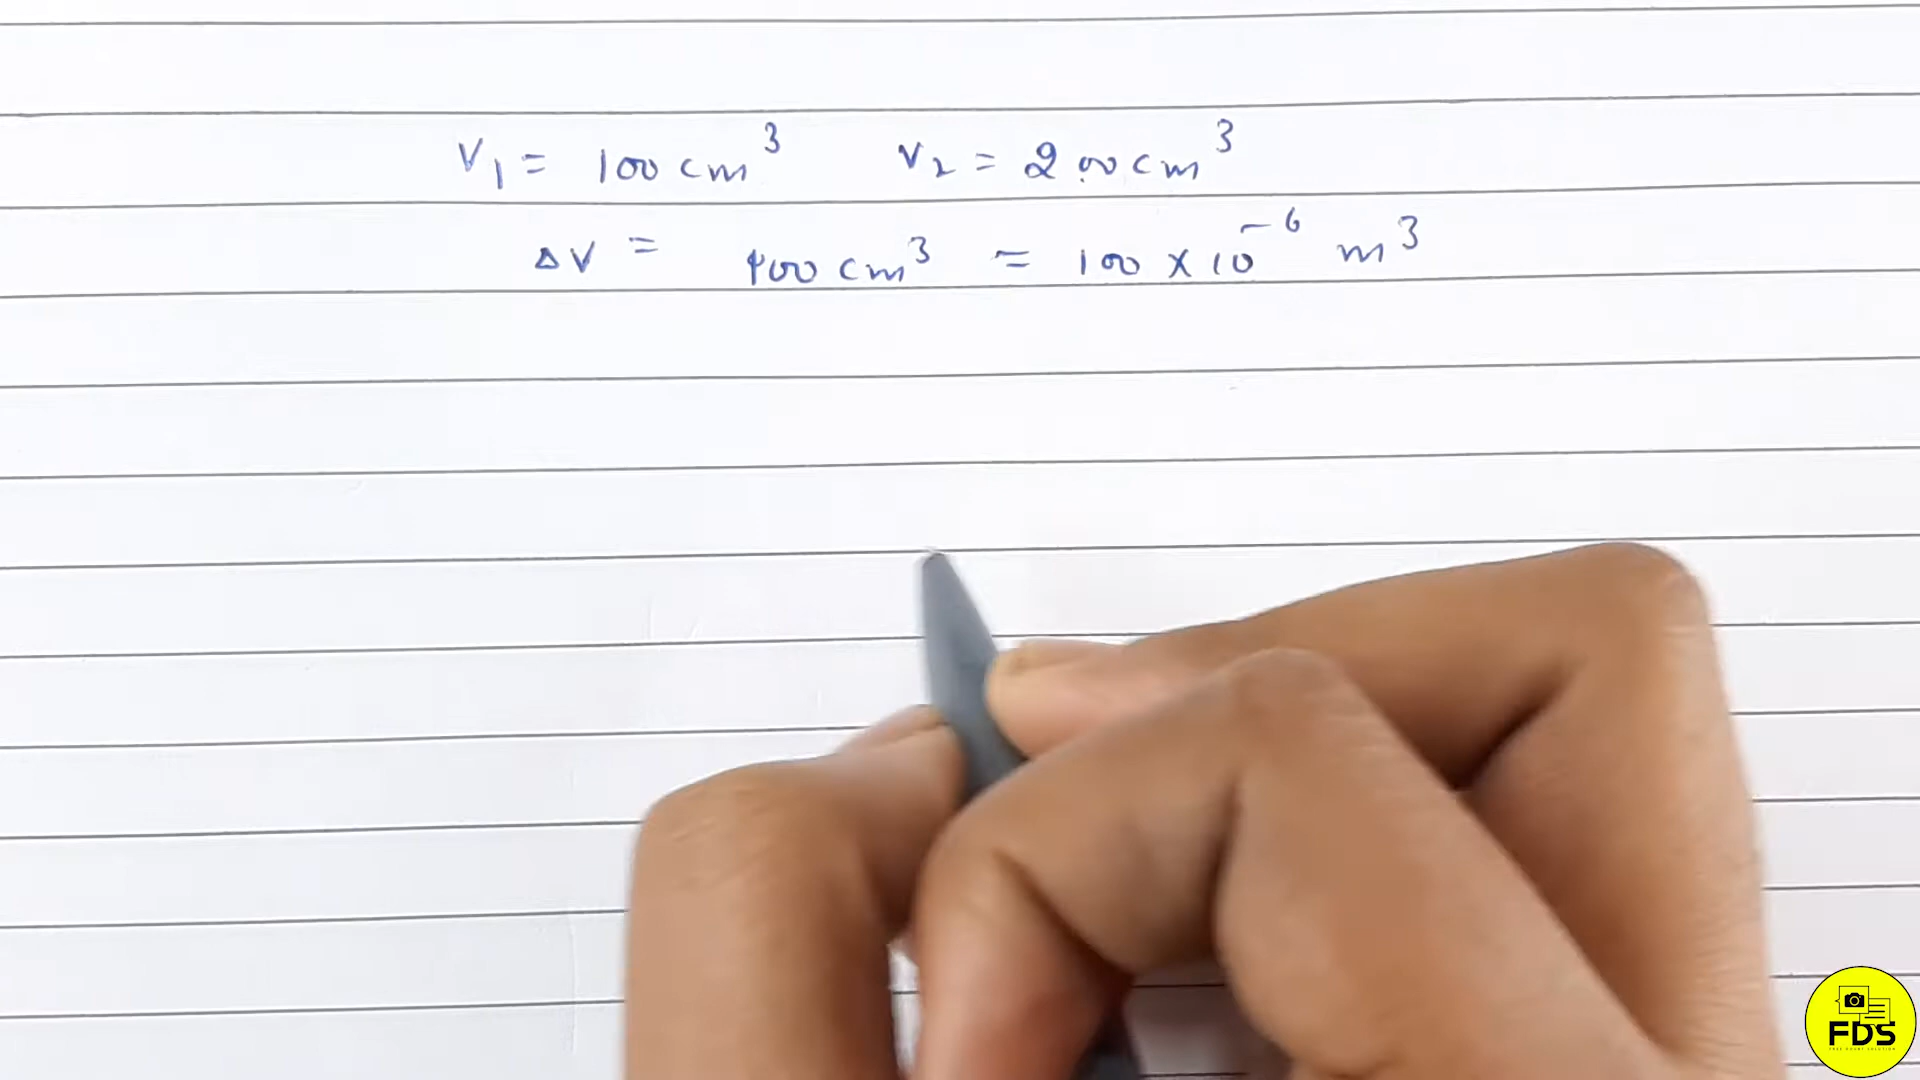 V₁ = 100 cm³ V₂ = 200 cm³
ΔV = 100 cm³ = 100 × 10⁻⁶ m³
FDS